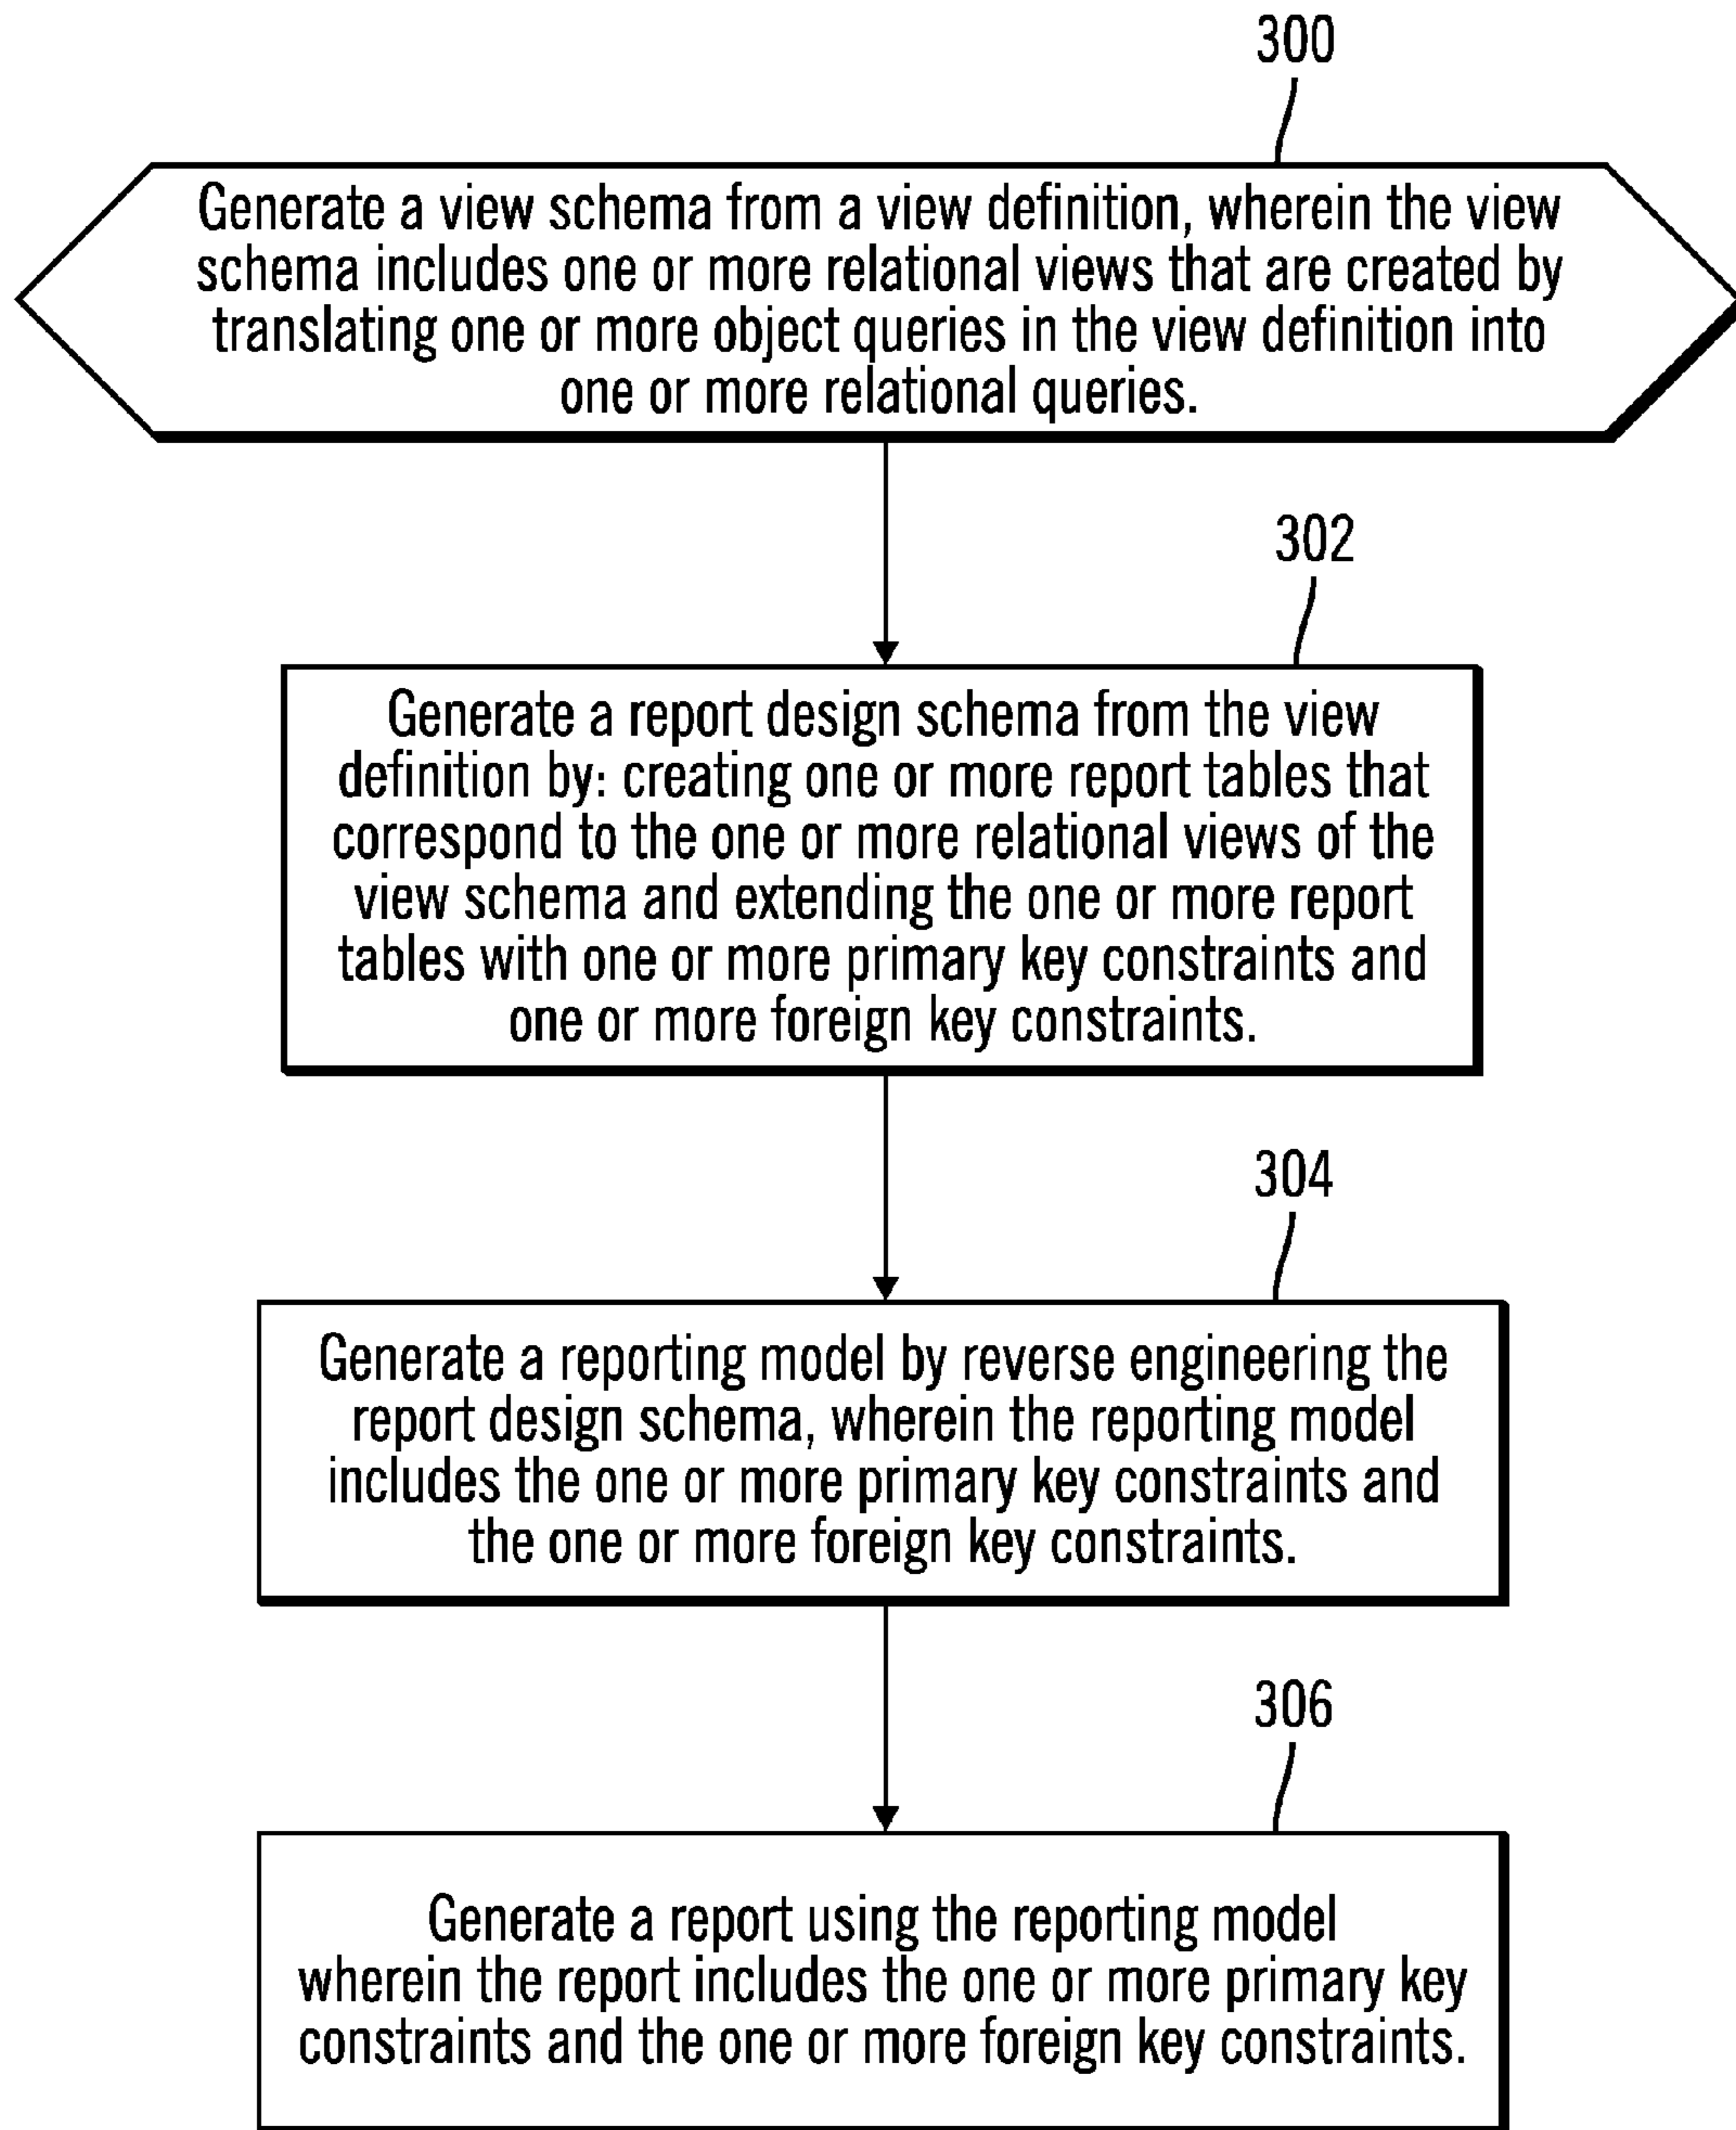 300
Generate a view schema from a view definition, wherein the view
schema includes one or more relational views that are created by
translating one or more object queries in the view definition into
one or more relational queries.
302
Generate a report design schema from the view
definition by: creating one or more report tables that
correspond to the one or more relational views of the
view schema and extending the one or more report
tables with one or more primary key constraints and
one or more foreign key constraints.
304
Generate a reporting model by reverse engineering the
report design schema, wherein the reporting model
includes the one or more primary key constraints and
the one or more foreign key constraints.
306
Generate a report using the reporting model
wherein the report includes the one or more primary key
constraints and the one or more foreign key constraints.